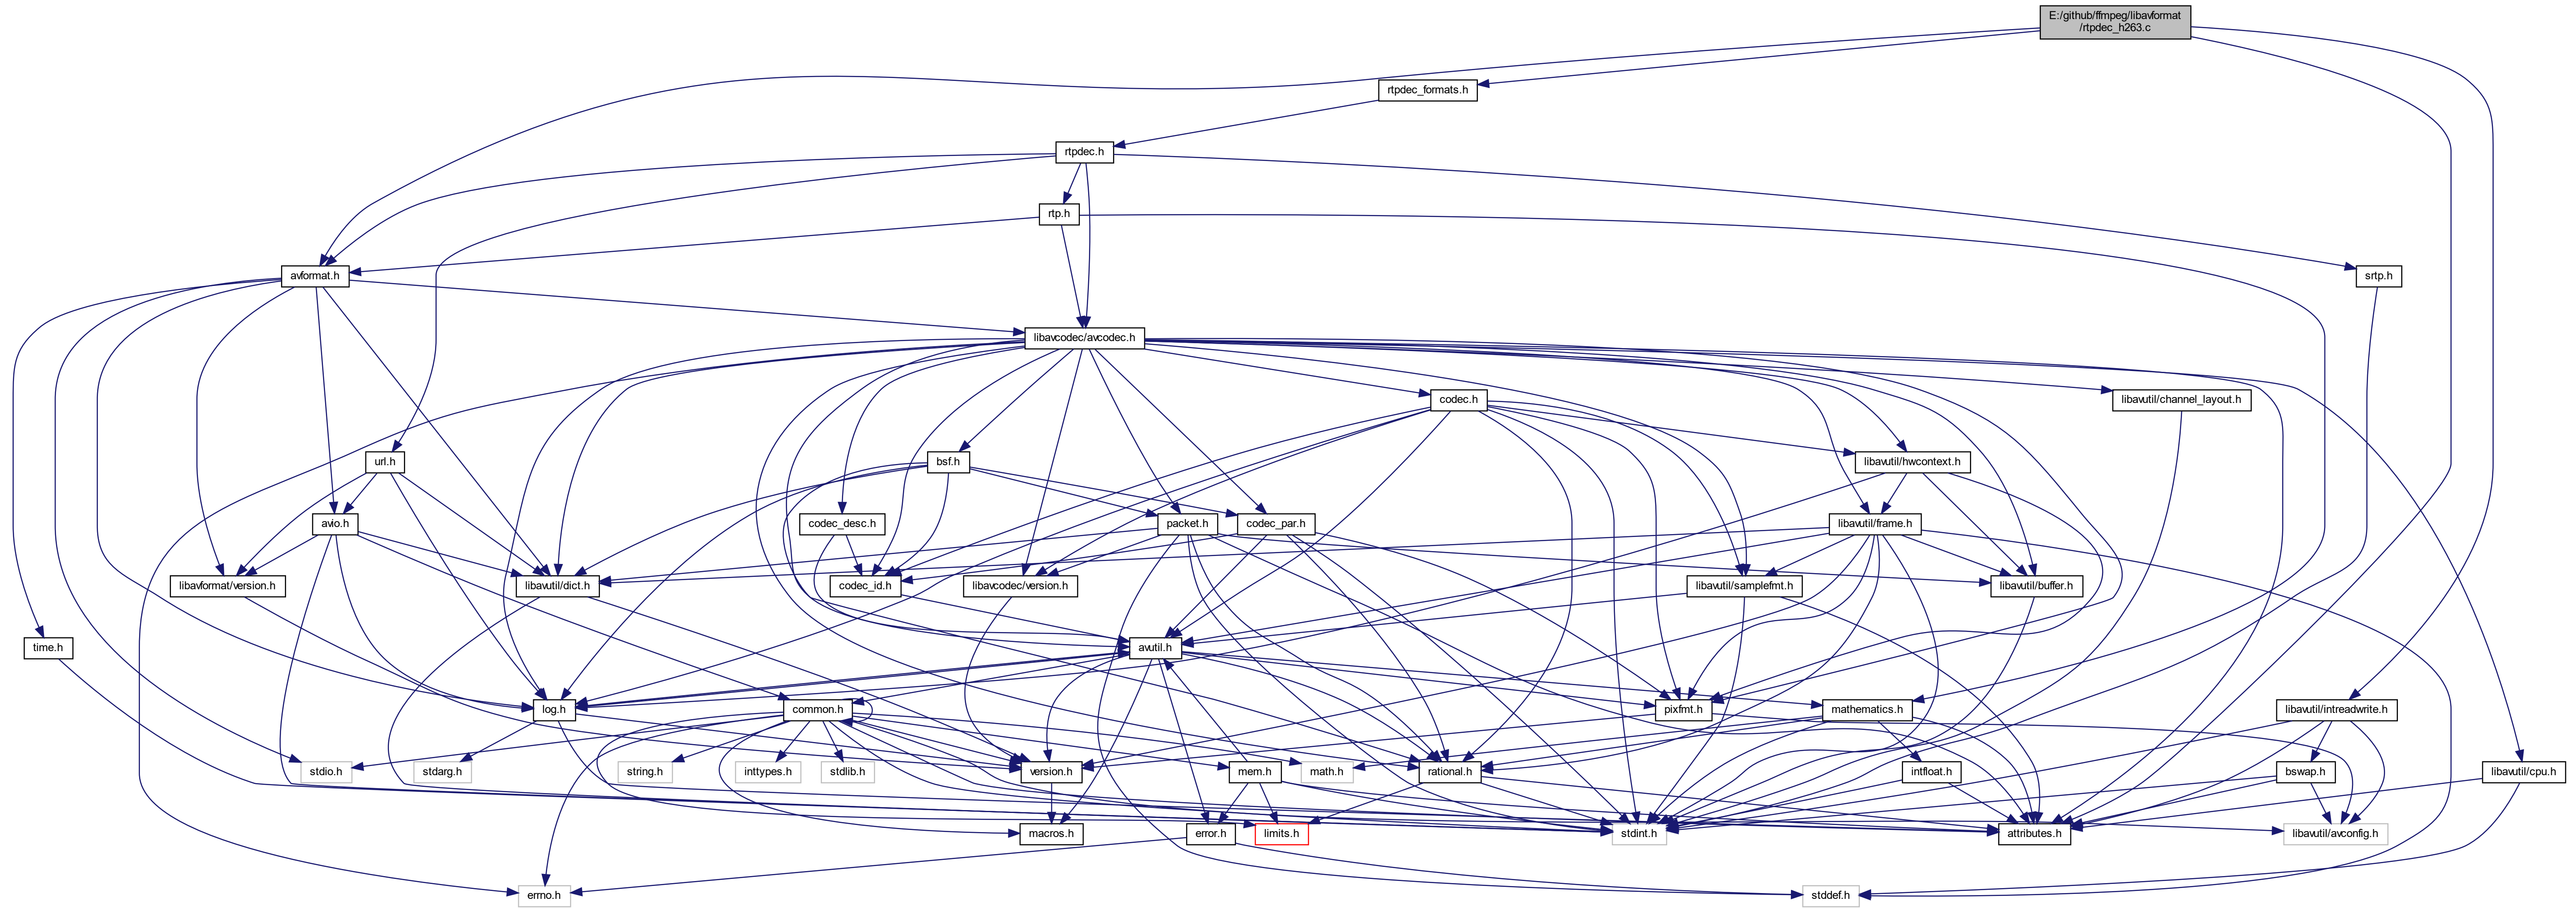 E:/github/ffmpeg/libavformat
/rtpdec_h263.c
rtpdec_formats.h
rtpdec.h
rtp.h
avformat.h
srtp.h
libavcodec/avcodec.h
codec.h
libavutil/channel_layout.h
url.h
bsf.h
libavutil/hwcontext.h
avio.h
codec_desc.h
packet.h
codec_par.h
libavutil/frame.h
libavformat/version.h
libavutil/dict.h
codec_id.h
libavcodec/version.h
libavutil/samplefmt.h
libavutil/buffer.h
time.h
avutil.h
log.h
common.h
pixfmt.h
mathematics.h
libavutil/intreadwrite.h
stdio.h
stdarg.h
string.h
inttypes.h
stdlib.h
version.h
mem.h
math.h
rational.h
intfloat.h
bswap.h
libavutil/cpu.h
macros.h
error.h
limits.h
stdint.h
attributes.h
libavutil/avconfig.h
errno.h
stddef.h